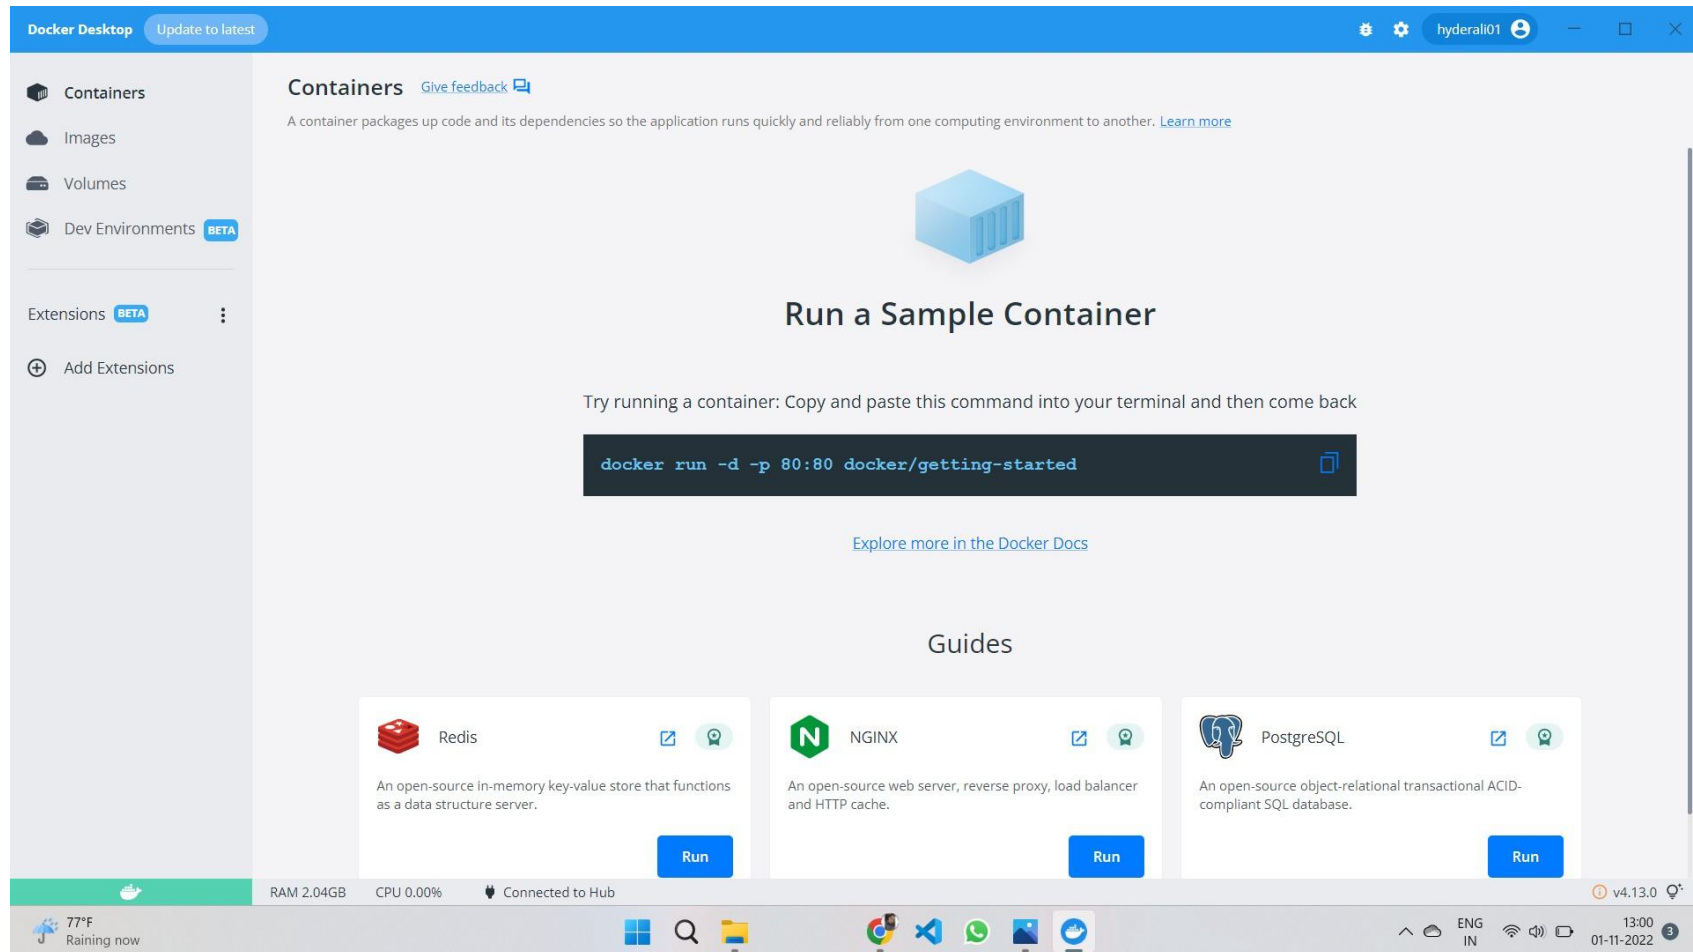 Docker Desktop
Update to latest
hyderali01
Containers
Images
Volumes
Dev Environments BETA
Extensions BETA
Add Extensions
Containers Give feedback
A container packages up code and its dependencies so the application runs quickly and reliably from one computing environment to another. Learn more
Run a Sample Container
Try running a container: Copy and paste this command into your terminal and then come back
docker run -d -p 80:80 docker/getting-started
Explore more in the Docker Docs
Guides
Redis
An open-source in-memory key-value store that functions
as a data structure server.
Run
NGINX
An open-source web server, reverse proxy, load balancer
and HTTP cache.
Run
PostgreSQL
An open-source object-relational transactional ACID-
compliant SQL database.
Run
RAM 2.04GB CPU 0.00% Connected to Hub
v4.13.0
77°F
Raining now
ENG
IN
13:00
01-11-2022
3